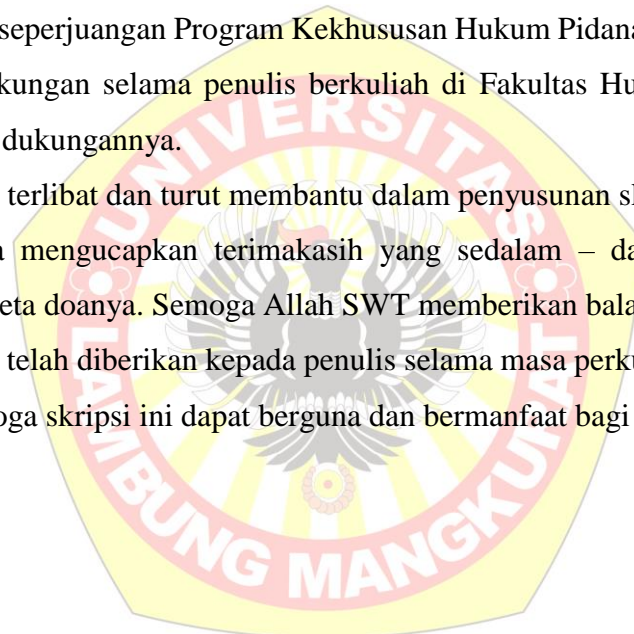 seperjuangan Program Kekhususan Hukum Pidana
kungan selama penulis berkuliah di Fakultas Hu
dukungannya.
terlibat dan turut membantu dalam penyusunan sk
mengucapkan terimakasih yang sedalam – da
eta doanya. Semoga Allah SWT memberikan bala
telah diberikan kepada penulis selama masa perku
oga skripsi ini dapat berguna dan bermanfaat bagi
UNIVERSITAS
LAMBUNG MANGKURAT